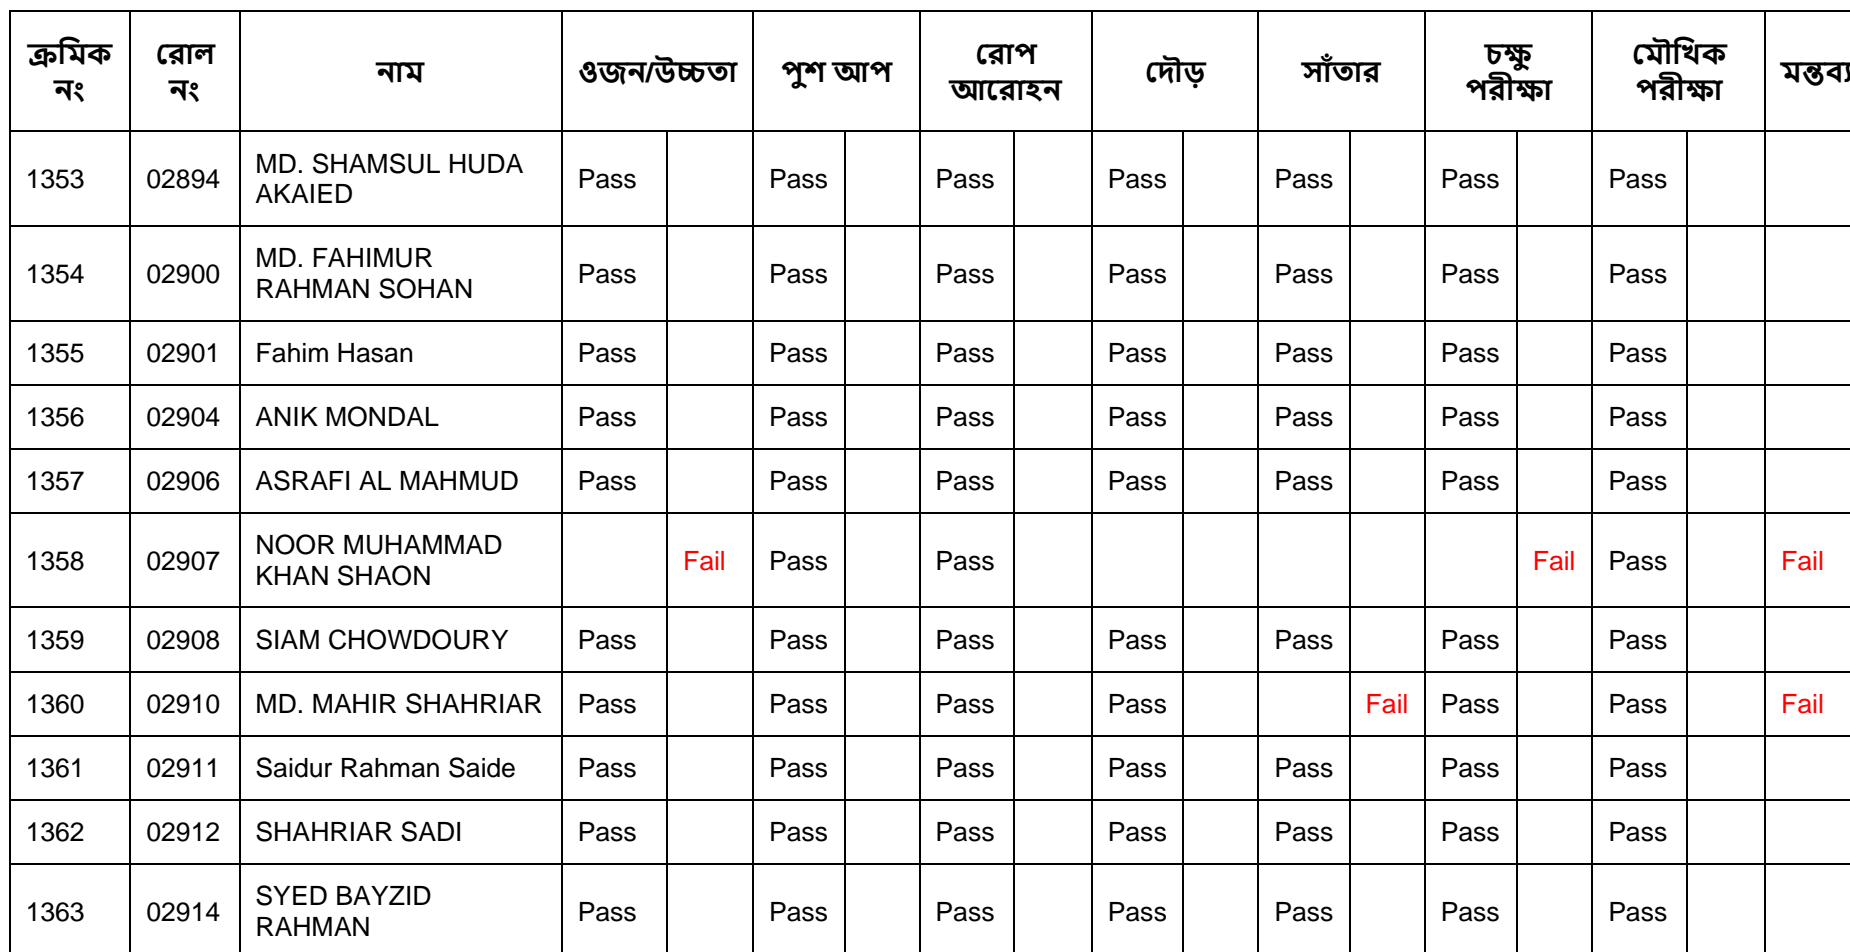 ক্রমিক নং রোল নং নাম ওজন/উচ্চতা পুশ আপ রোপ আরোহন দৌড় সাঁতার চক্ষু পরীক্ষা মৌখিক পরীক্ষা মন্তব্য
1353 02894 MD. SHAMSUL HUDA AKAIED Pass Pass Pass Pass Pass Pass Pass
1354 02900 MD. FAHIMUR RAHMAN SOHAN Pass Pass Pass Pass Pass Pass Pass
1355 02901 Fahim Hasan Pass Pass Pass Pass Pass Pass Pass
1356 02904 ANIK MONDAL Pass Pass Pass Pass Pass Pass Pass
1357 02906 ASRAFI AL MAHMUD Pass Pass Pass Pass Pass Pass Pass
1358 02907 NOOR MUHAMMAD KHAN SHAON Fail Pass Pass Fail Pass Fail
1359 02908 SIAM CHOWDOURY Pass Pass Pass Pass Pass Pass Pass
1360 02910 MD. MAHIR SHAHRIAR Pass Pass Pass Pass Fail Pass Pass Fail
1361 02911 Saidur Rahman Saide Pass Pass Pass Pass Pass Pass Pass
1362 02912 SHAHRIAR SADI Pass Pass Pass Pass Pass Pass Pass
1363 02914 SYED BAYZID RAHMAN Pass Pass Pass Pass Pass Pass Pass